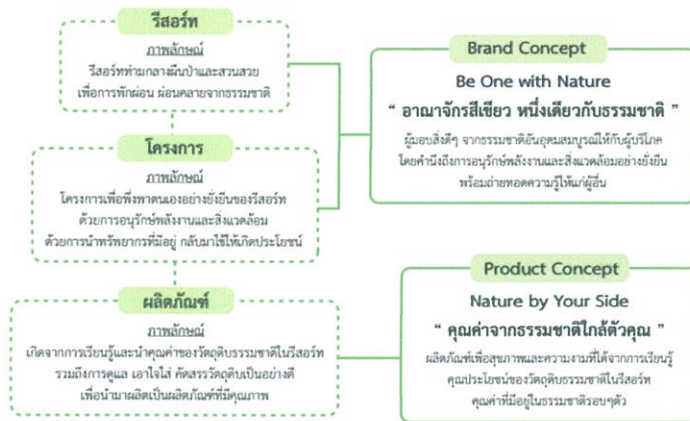 รีสอร์ท
ภาพลักษณ์
รีสอร์ทท่ามกลางผืนป่าและสวนสวย
เพื่อการพักผ่อน ผ่อนคลายจากธรรมชาติ
โครงการ
ภาพลักษณ์
โครงการเพื่อพึ่งพาตนเองอย่างยั่งยืนของรีสอร์ท
ด้วยการอนุรักษ์พลังงานและสิ่งแวดล้อม
ด้วยการนำทรัพยากรที่มีอยู่ กลับมาใช้ให้เกิดประโยชน์
ผลิตภัณฑ์
ภาพลักษณ์
เกิดจากการเรียนรู้และนำคุณค่าของวัตถุดิบธรรมชาติในรีสอร์ท
รวมถึงการดูแล เอาใจใส่ คัดสรรวัตถุดิบเป็นอย่างดี
เพื่อนำมาผลิตเป็นผลิตภัณฑ์ที่มีคุณภาพ
Brand Concept
Be One with Nature
“ อาณาจักรสีเขียว หนึ่งเดียวกับธรรมชาติ ”
ผู้มอบสิ่งดีๆ จากธรรมชาติอันอุดมสมบูรณ์ให้กับผู้บริโภค
โดยคำนึงถึงการอนุรักษ์พลังงานและสิ่งแวดล้อมอย่างยั่งยืน
พร้อมถ่ายทอดความรู้ให้แก่ผู้อื่น
Product Concept
Nature by Your Side
“ คุณค่าจากธรรมชาติใกล้ตัวคุณ ”
ผลิตภัณฑ์เพื่อสุขภาพและความงามที่ได้จากการเรียนรู้
คุณประโยชน์ของวัตถุดิบธรรมชาติในรีสอร์ท
คุณค่าที่มีอยู่ในธรรมชาติรอบๆตัว